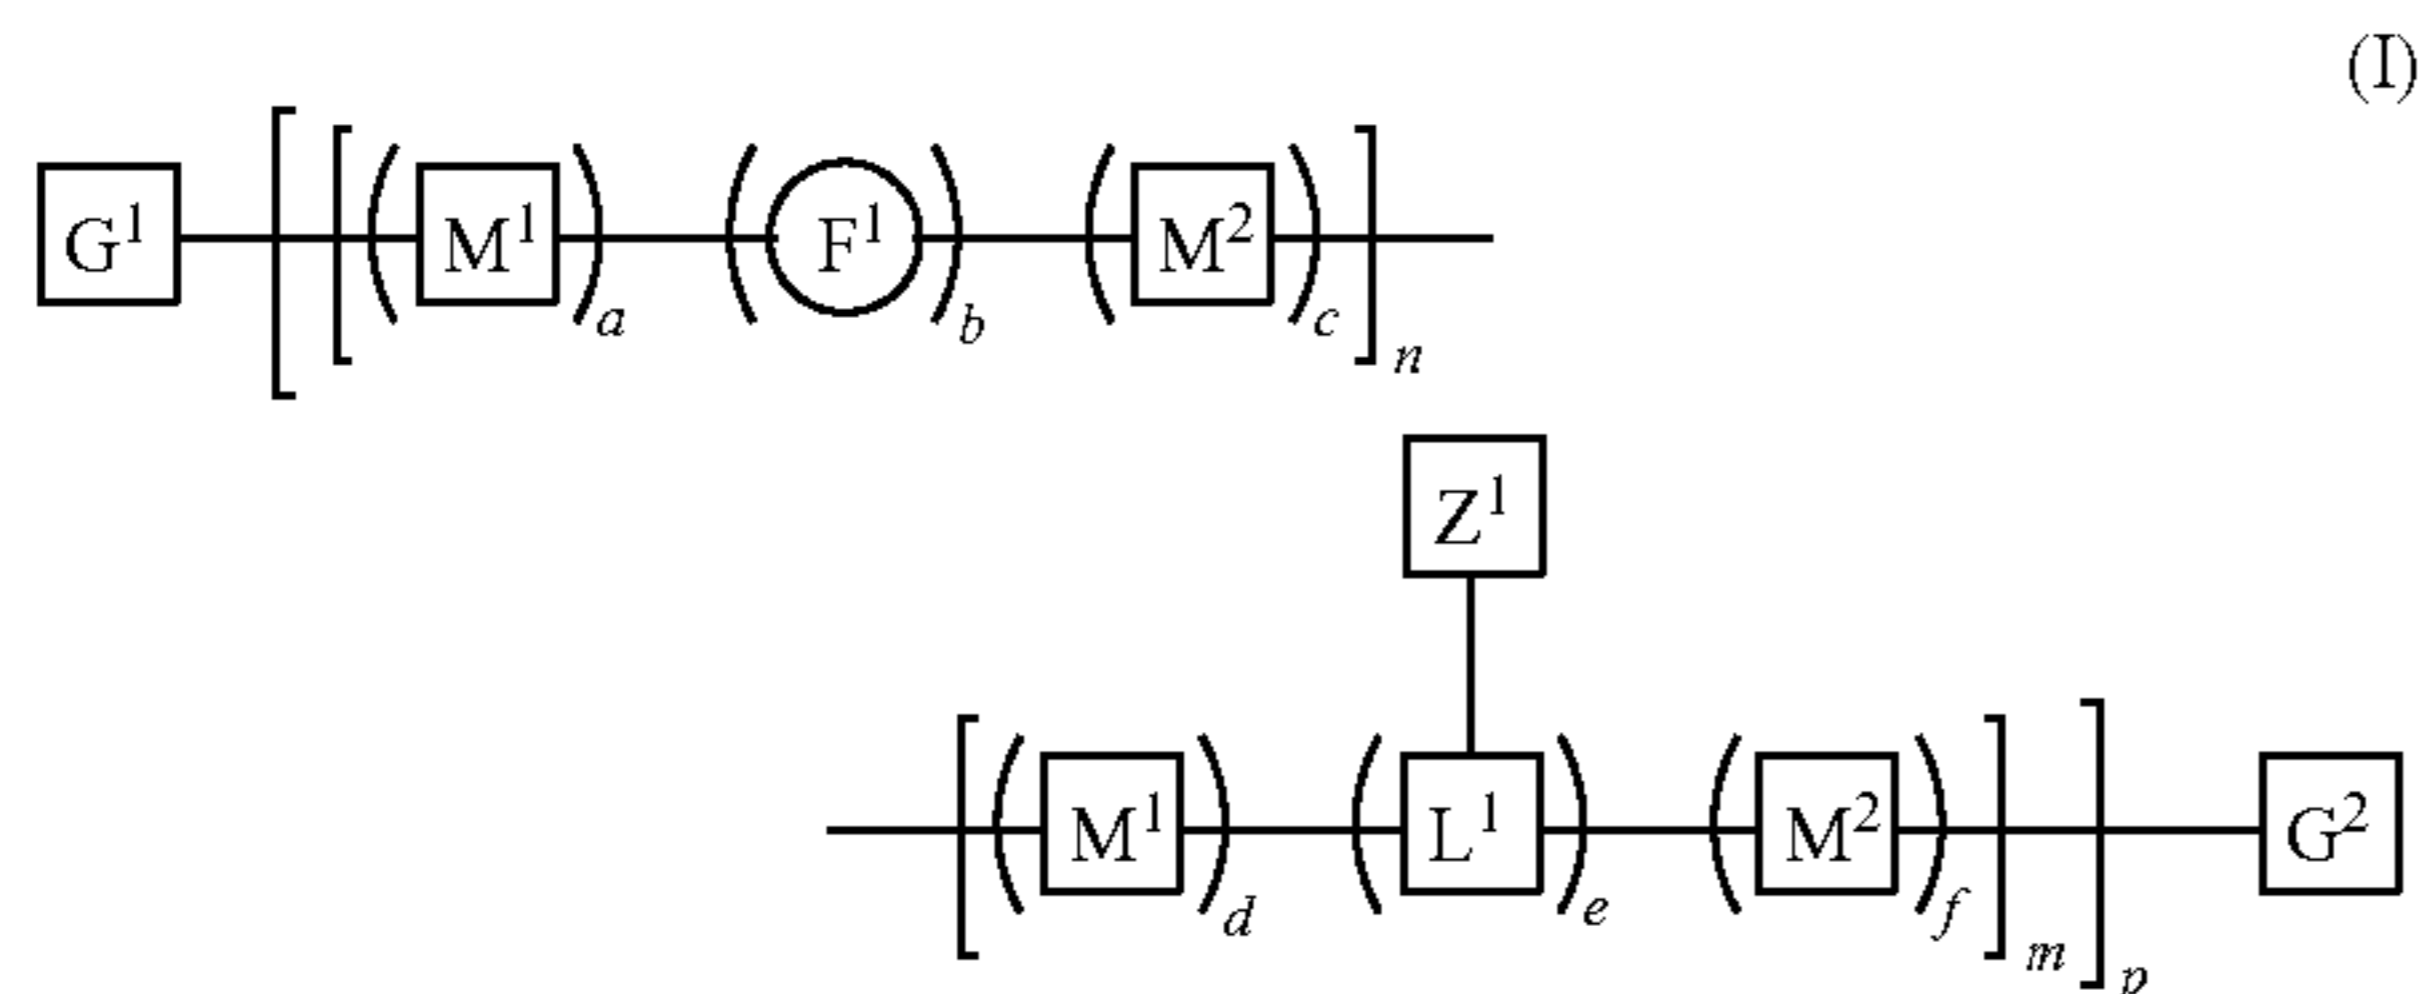 (I)
G¹ [ [ ( M¹ )a ( F¹ )b ( M² )c ]n
Z¹
[ ( M¹ )d ( L¹ )e ( M² )f ]m ]p G²